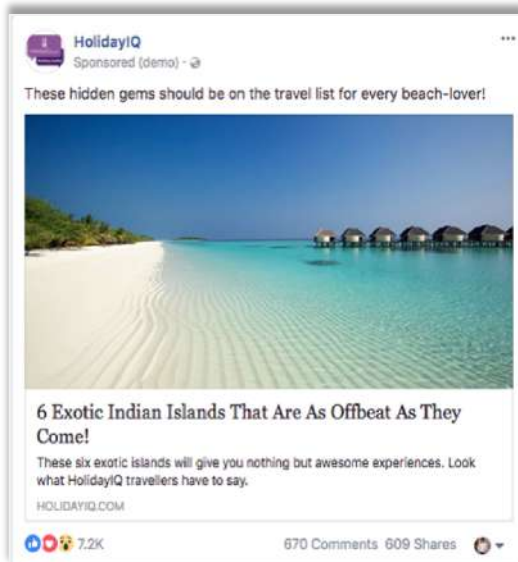 HolidayIQ
Sponsored (demo) ·
These hidden gems should be on the travel list for every beach-lover!
6 Exotic Indian Islands That Are As Offbeat As They
Come!
These six exotic islands will give you nothing but awesome experiences. Look
what HolidayIQ travellers have to say.
HOLIDAYIQ.COM
7.2K 670 Comments 609 Shares